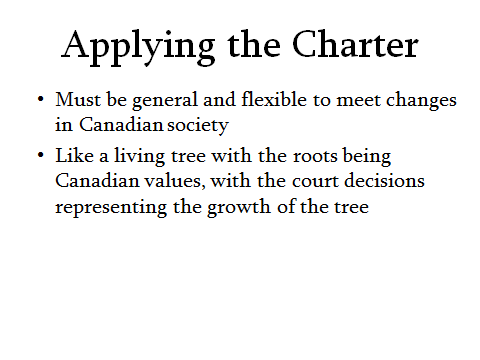 Applying the Charter
• Must be general and flexible to meet changes
in Canadian society
• Like a living tree with the roots being
Canadian values, with the court decisions
representing the growth of the tree